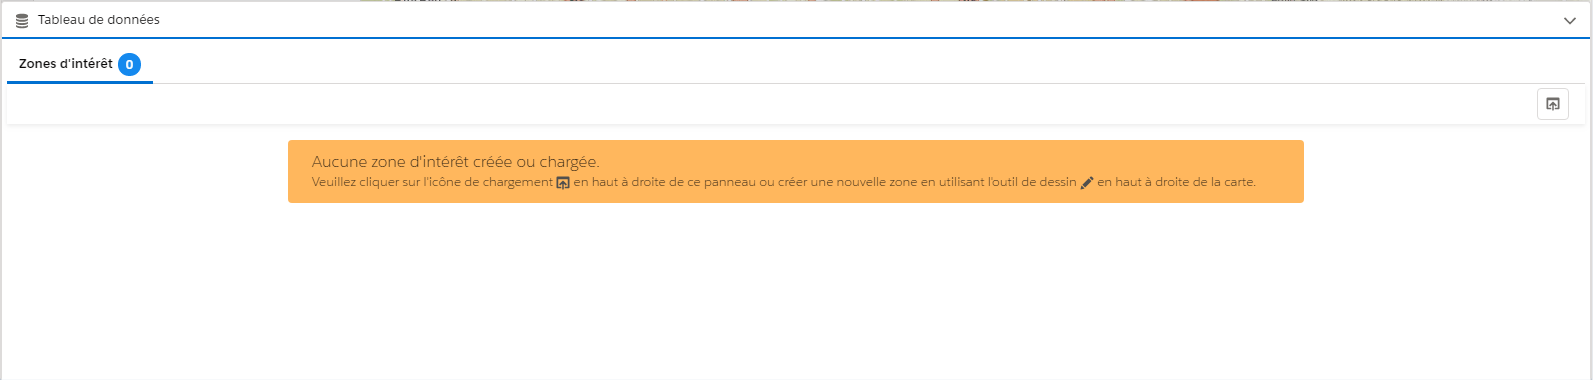 Tableau de données
Zones d'intérêt 0
Aucune zone d'intérêt créée ou chargée.
Veuillez cliquer sur l'icône de chargement en haut à droite de ce panneau ou créer une nouvelle zone en utilisant l'outil de dessin en haut à droite de la carte.